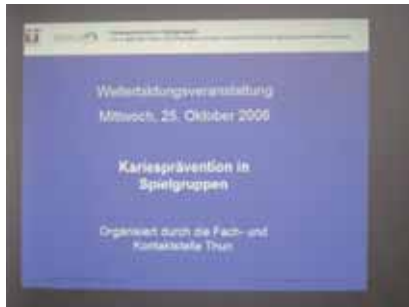 Weiterbildungsveranstaltung
Mittwoch, 25. Oktober 2006
Kariesprävention in
Spielgruppen
Organisiert durch die Fach- und
Kontaktstelle Thun